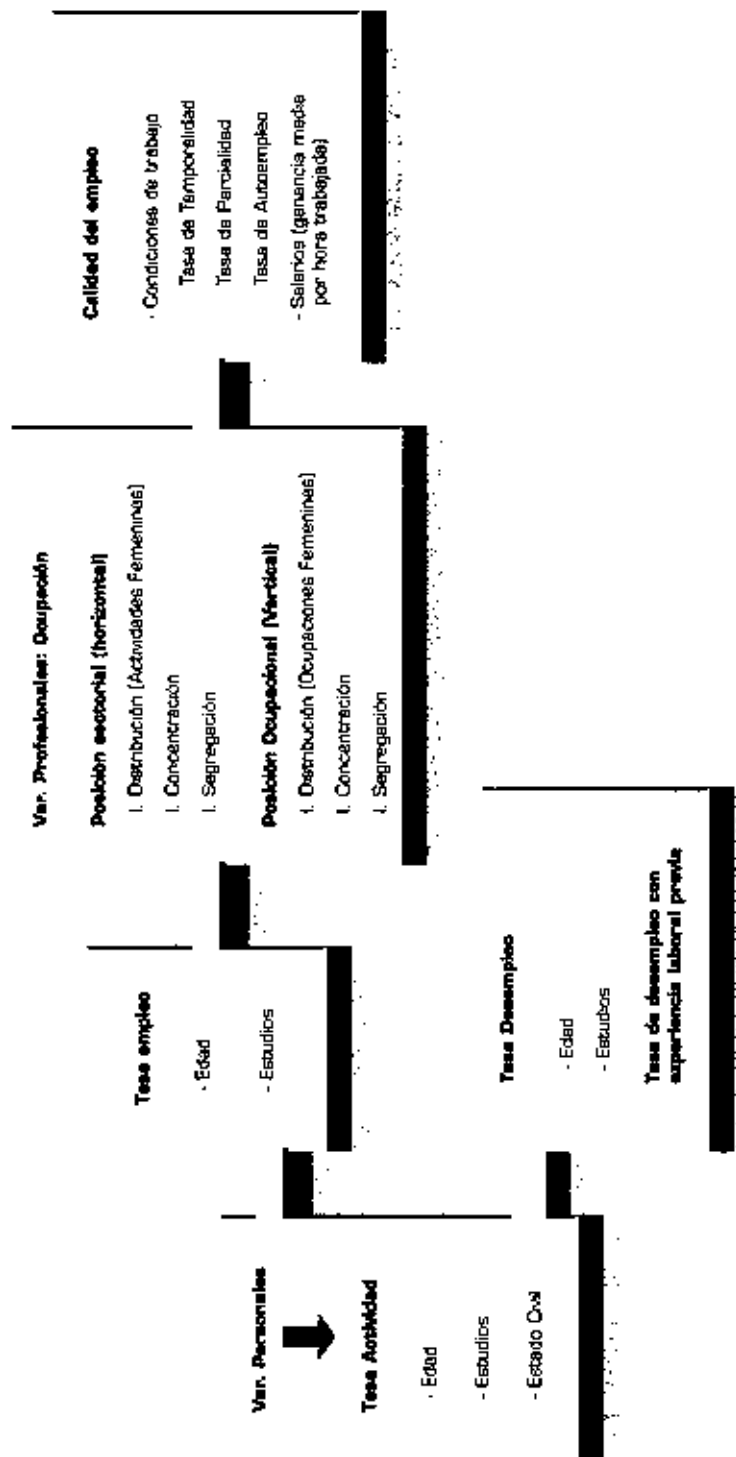 Var. Personales
Tasa Actividad
- Edad
- Estudios
- Estado Civil
Tasa empleo
- Edad
- Estudios
Tasa Desempleo
- Edad
- Estudios
Tasa de desempleo con
experiencia laboral previa
Var. Profesionales: Ocupación
Posición sectorial (horizontal)
I. Distribución (Actividades Femeninas)
I. Concentración
I. Segregación
Posición Ocupacional (Vertical)
I. Distribución (Ocupaciones Femeninas)
I. Concentración
I. Segregación
Calidad del empleo
- Condiciones de trabajo
Tasa de Temporalidad
Tasa de Parcialidad
Tasa de Autoempleo
- Salarios (ganancia media
por hora trabajada)